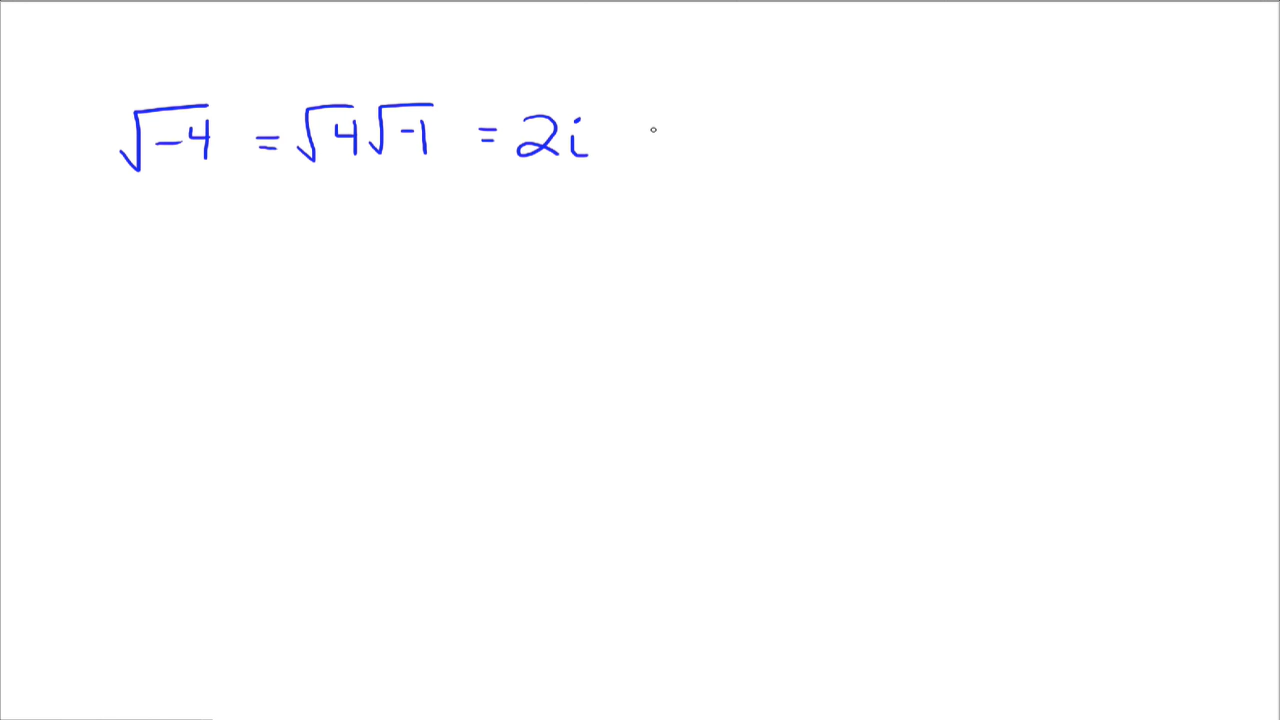 √-4 = √4 √-1 = 2i